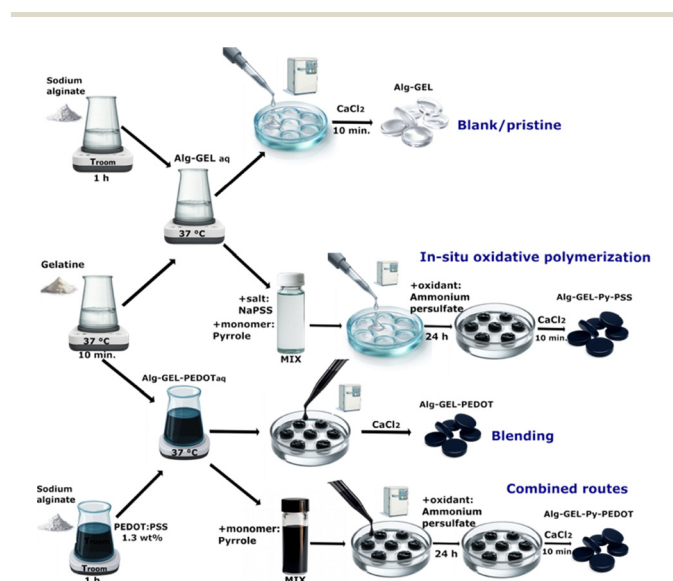 Sodium
alginate
Troom
1 h
Alg-GEL aq
37 °C
CaCl2
10 min.
Alg-GEL
Blank/pristine
Gelatine
37 °C
10 min.
In-situ oxidative polymerization
+salt:
NaPSS
+monomer:
Pyrrole
MIX
+oxidant:
Ammonium
persulfate
24 h
CaCl2
10 min.
Alg-GEL-Py-PSS
Alg-GEL-PEDOTaq
37 °C
CaCl2
Alg-GEL-PEDOT
Blending
Sodium
alginate
Troom
Troom
1 h
PEDOT:PSS
1.3 wt%
Combined routes
+monomer:
Pyrrole
MIX
+oxidant:
Ammonium
persulfate
24 h
CaCl2
10 min.
Alg-GEL-Py-PEDOT